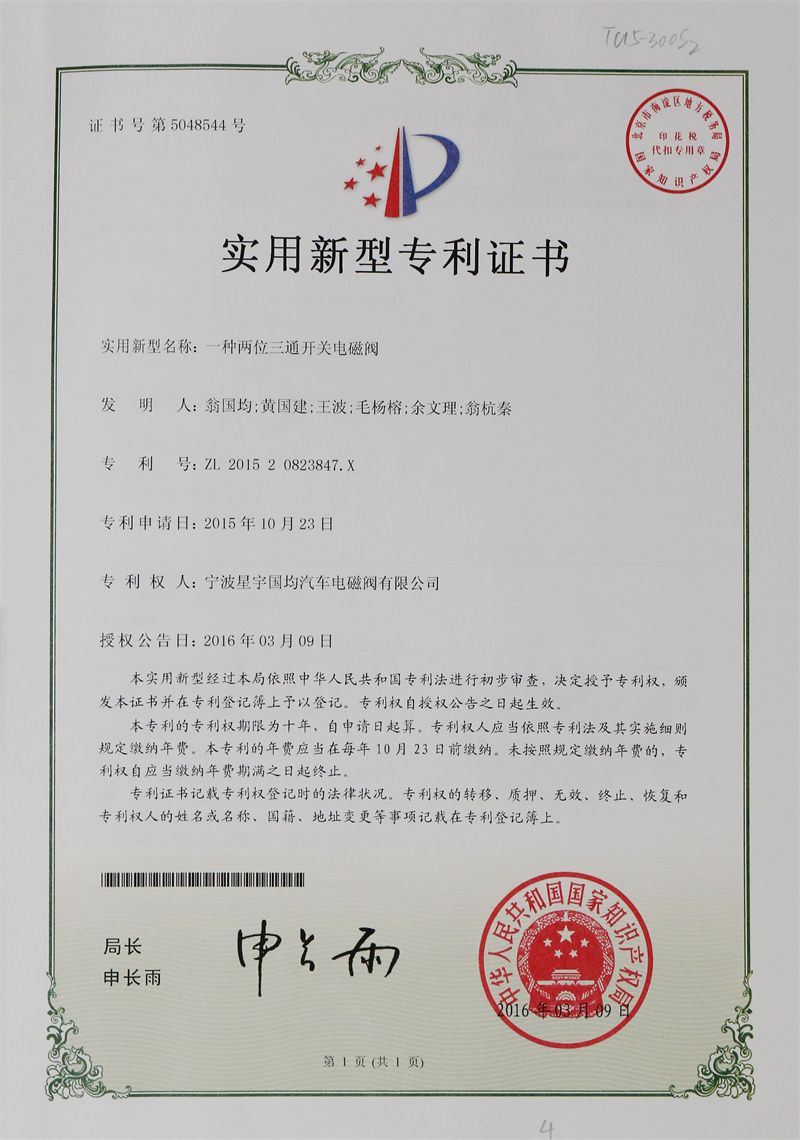 TU15-300S2
证书号第5048544号
北京市海淀区地方税务局
印花税
代扣专用章
国家知识产权局
实用新型专利证书
实用新型名称：一种两位三通开关电磁阀
发明人：翁国均;黄国建;王波;毛杨榕;余文理;翁杭秦
专利号：ZL 2015 2 0823847.X
专利申请日：2015年10月23日
专利权人：宁波星宇国均汽车电磁阀有限公司
授权公告日：2016年03月09日
本实用新型经过本局依照中华人民共和国专利法进行初步审查，决定授予专利权，颁
发本证书并在专利登记簿上予以登记。专利权自授权公告之日起生效。
本专利的专利权期限为十年，自申请日起算。专利权人应当依照专利法及其实施细则
规定缴纳年费。本专利的年费应当在每年10月23日前缴纳。未按照规定缴纳年费的，专
利权自应当缴纳年费期满之日起终止。
专利证书记载专利权登记时的法律状况。专利权的转移、质押、无效、终止、恢复和
专利权人的姓名或名称、国籍、地址变更等事项记载在专利登记簿上。
局长
申长雨
申长雨
中华人民共和国国家知识产权局
2016年03月09日
第1页(共1页)
4